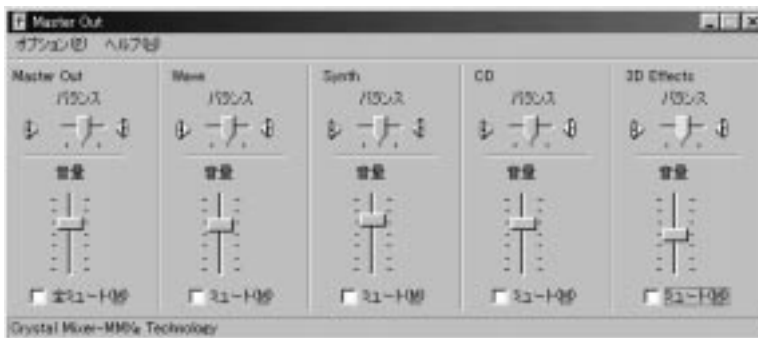 Master Out
オプション(P) ヘルプ(H)
Master Out Wave Synth CD 3D Effects
バランス バランス バランス バランス バランス
音量 音量 音量 音量 音量
全ミュート(M) ミュート(M) ミュート(M) ミュート(M) ミュート(M)
Crystal Mixer-MMX Technology